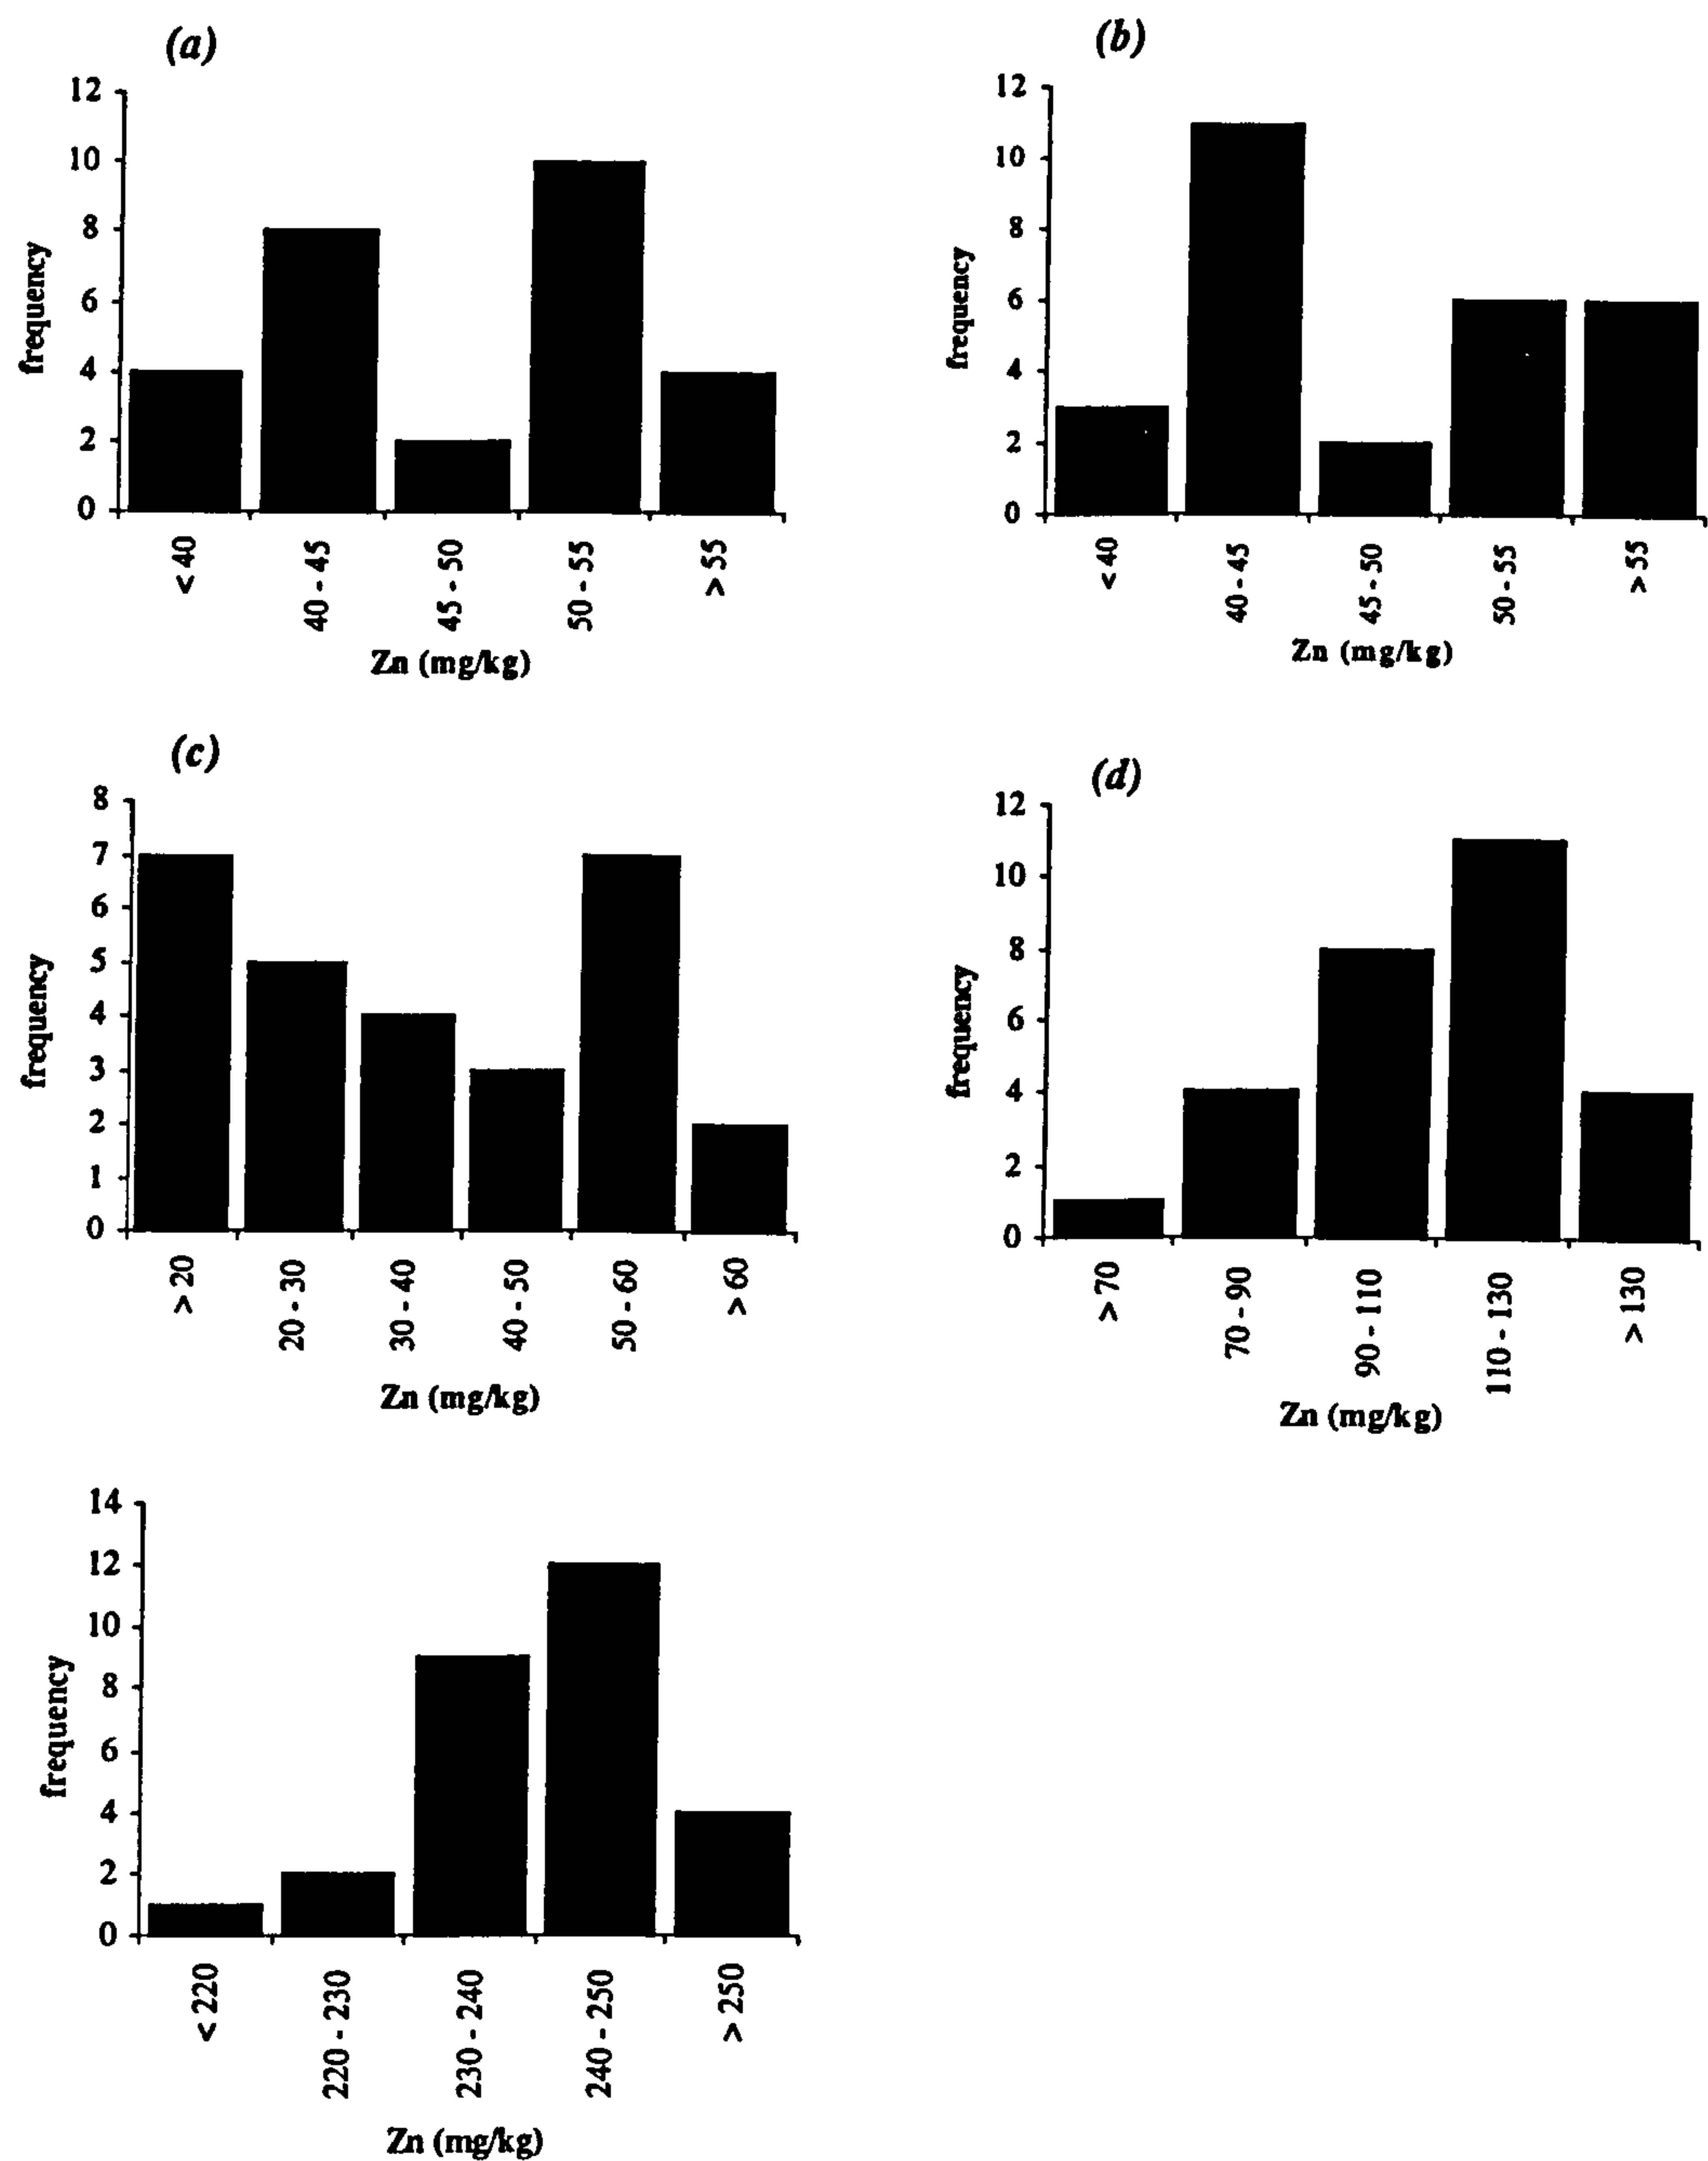 (a)
12
10
8
6
4
2
0
frequency
< 40
40 - 45
45 - 50
50 - 55
> 55
Zn (mg/kg)
(b)
12
10
8
6
4
2
0
frequency
< 40
40 - 45
45 - 50
50 - 55
> 55
Zn (mg/kg)
(c)
8
7
6
5
4
3
2
1
0
frequency
> 20
20 - 30
30 - 40
40 - 50
50 - 60
> 60
Zn (mg/kg)
(d)
12
10
8
6
4
2
0
frequency
> 70
70 - 90
90 - 110
110 - 130
> 130
Zn (mg/kg)
14
12
10
8
6
4
2
0
frequency
< 220
220 - 230
230 - 240
240 - 250
> 250
Zn (mg/kg)